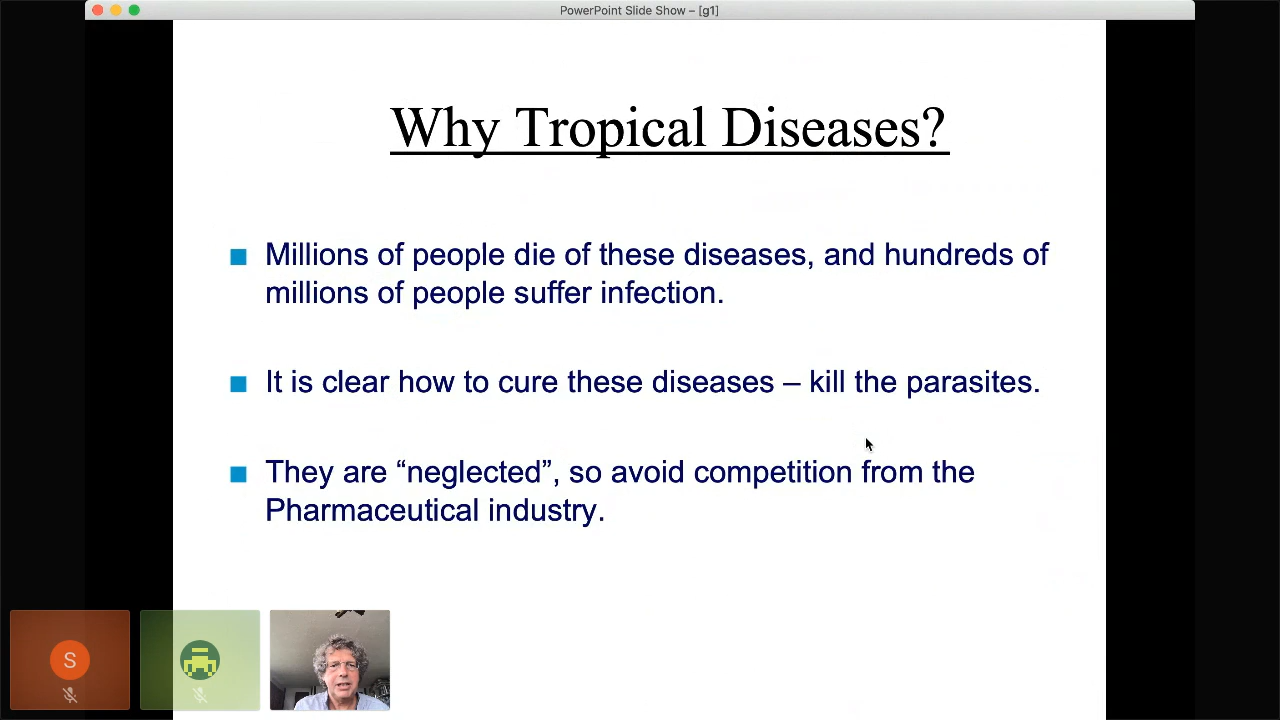 PowerPoint Slide Show – [g1]
Why Tropical Diseases?
Millions of people die of these diseases, and hundreds of
millions of people suffer infection.
It is clear how to cure these diseases – kill the parasites.
They are “neglected”, so avoid competition from the
Pharmaceutical industry.
S